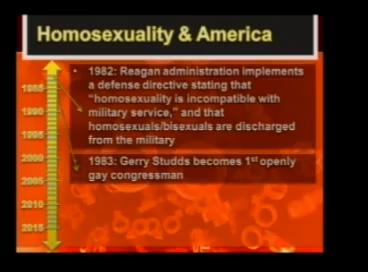 Homosexuality & America
• 1982: Reagan administration implements
a defense directive stating that
"homosexuality is incompatible with
military service," and that
homosexuals/bisexuals are discharged
from the military
1983: Gerry Studds becomes 1st openly
gay congressman
1985
1990
1995
2000
2005
2010
2015